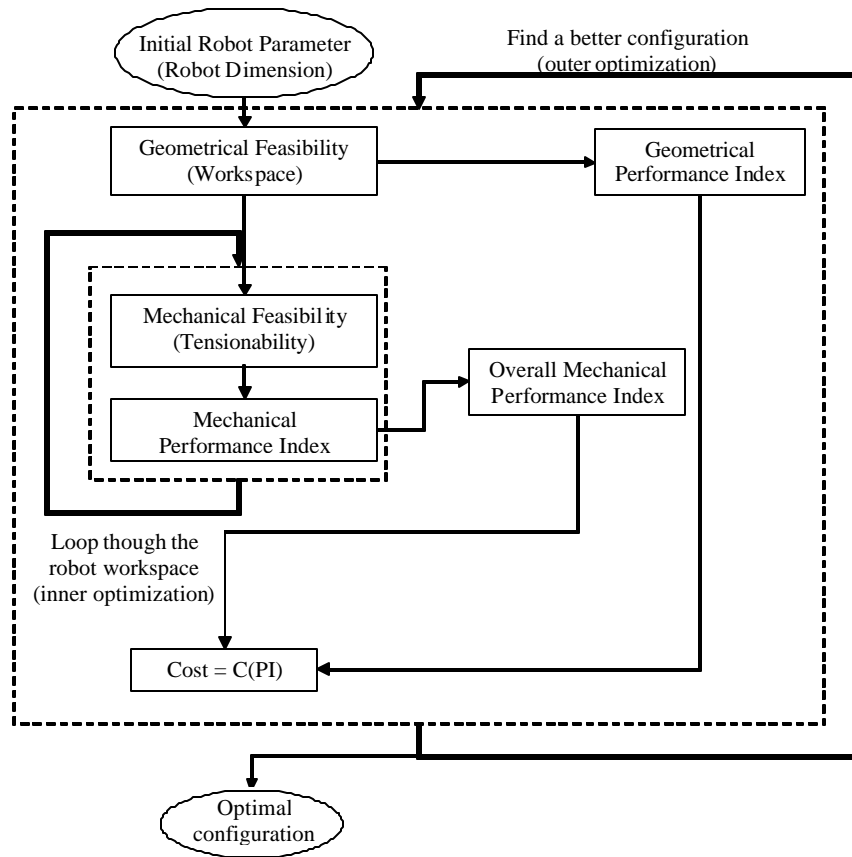 Initial Robot Parameter
(Robot Dimension)
Find a better configuration
(outer optimization)
Geometrical Feasibility
(Workspace)
Geometrical
Performance Index
Mechanical Feasibility
(Tensionability)
Overall Mechanical
Performance Index
Mechanical
Performance Index
Loop though the
robot workspace
(inner optimization)
Cost = C(PI)
Optimal
configuration